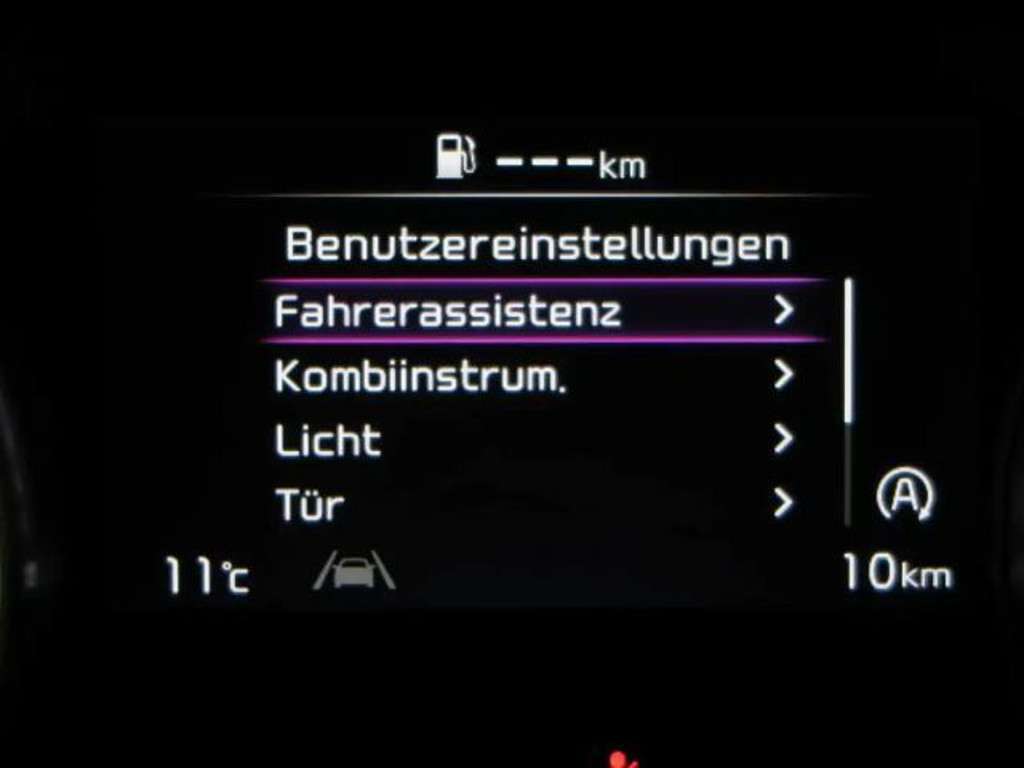 ---km
Benutzereinstellungen
Fahrerassistenz
Kombiinstrum.
Licht
Tür
A
11°C
10km